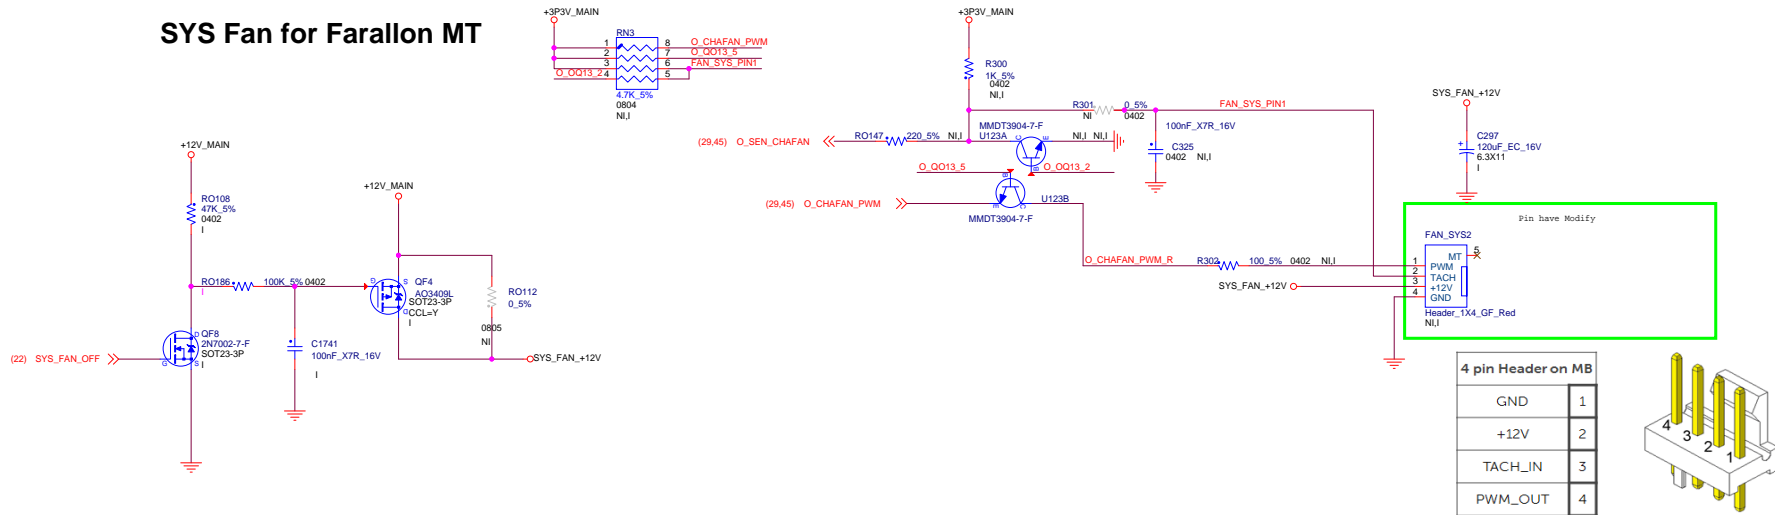 SYS Fan for Farallon MT
+3P3V_MAIN
RN3
1 8 O_CHAFAN_PWM
2 7 O_QO13_5
3 6 FAN_SYS_PIN1
O_OQ13_2 4 5
4.7K_5%
0804
NI,I
+12V_MAIN
RO108
47K_5%
0402
I
+12V_MAIN
RO186 100K_5% 0402
I
G S D
QF4
AO3409L
SOT23-3P
CCL=Y
I
RO112
0_5%
0805
NI
SYS_FAN_+12V
(22) SYS_FAN_OFF
G D S
QF8
2N7002-7-F
SOT23-3P
I
C1741
100nF_X7R_16V
I
+3P3V_MAIN
R300
1K_5%
0402
NI,I
R301 0_5%
NI 0402
FAN_SYS_PIN1
MMDT3904-7-F
(29,45) O_SEN_CHAFAN
RO147 220_5% NI,I
U123A
C E B
NI,I NI,I
100nF_X7R_16V
C325
0402 NI,I
O_QO13_5
O_QO13_2
(29,45) O_CHAFAN_PWM
B E C
U123B
MMDT3904-7-F
O_CHAFAN_PWM_R
R302 100_5% 0402 NI,I
SYS_FAN_+12V
SYS_FAN_+12V
C297
120uF_EC_16V
6.3X11
I
Pin have Modify
FAN_SYS2
MT 5
1 PWM
2 TACH
3 +12V
4 GND
Header_1X4_GF_Red
NI,I
4 pin Header on MB
GND 1
+12V 2
TACH_IN 3
PWM_OUT 4
4
3
2
1